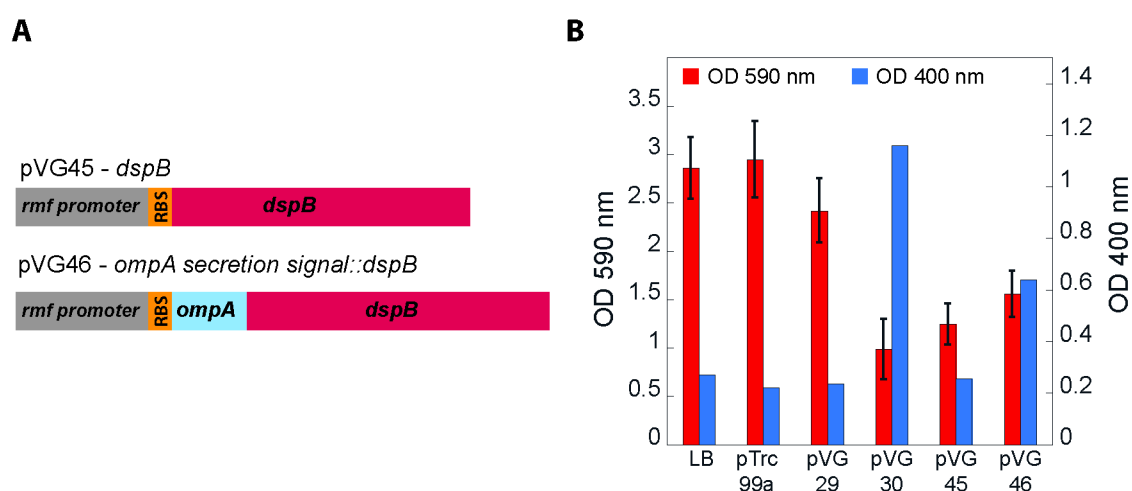 A
pVG45 - dspB
rmf promoter RBS dspB
pVG46 - ompA secretion signal::dspB
rmf promoter RBS ompA dspB
B
OD 590 nm OD 400 nm
OD 590 nm
3.5
3
2.5
2
1.5
1
0.5
0
1.4
1.2
1
0.8
0.6
0.4
0.2
0
OD 400 nm
LB pTrc pVG pVG pVG pVG
99a 29 30 45 46